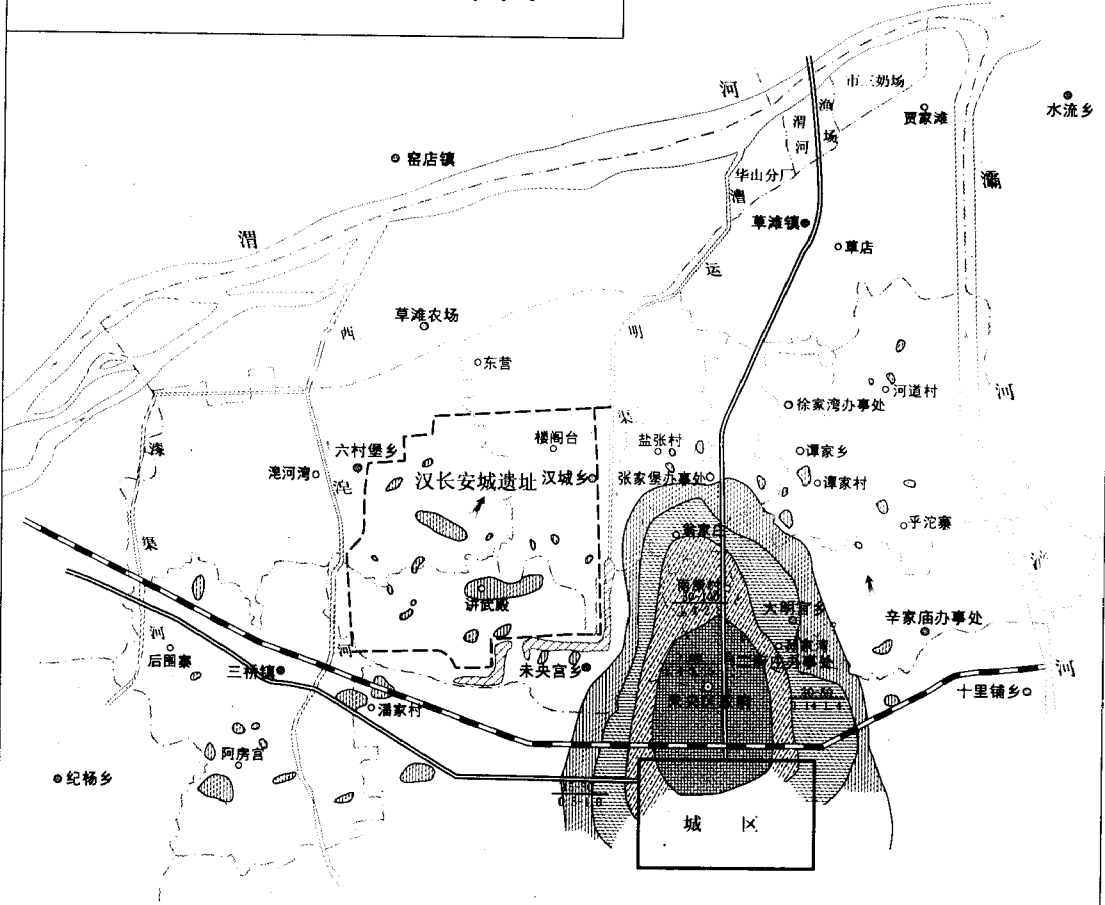 河
市三奶场
渔场
渭河
贾家滩
水流乡
窑店镇
华山分厂
漕
灞
草滩镇
渭
草店
运
草滩农场
西
明
东营
河道村
河
徐家湾办事处
渠
楼阁台
盐张村
谭家乡
六村堡乡
皂河湾
皂
汉长安城遗址
汉城乡
张家堡办事处
谭家村
乎沱寨
渠
讲武殿
大明宫乡
辛家庙办事处
河
后围寨
三桥镇
河
未央宫乡
河
十里铺乡
潘家村
阿房宫
纪杨乡
城 区